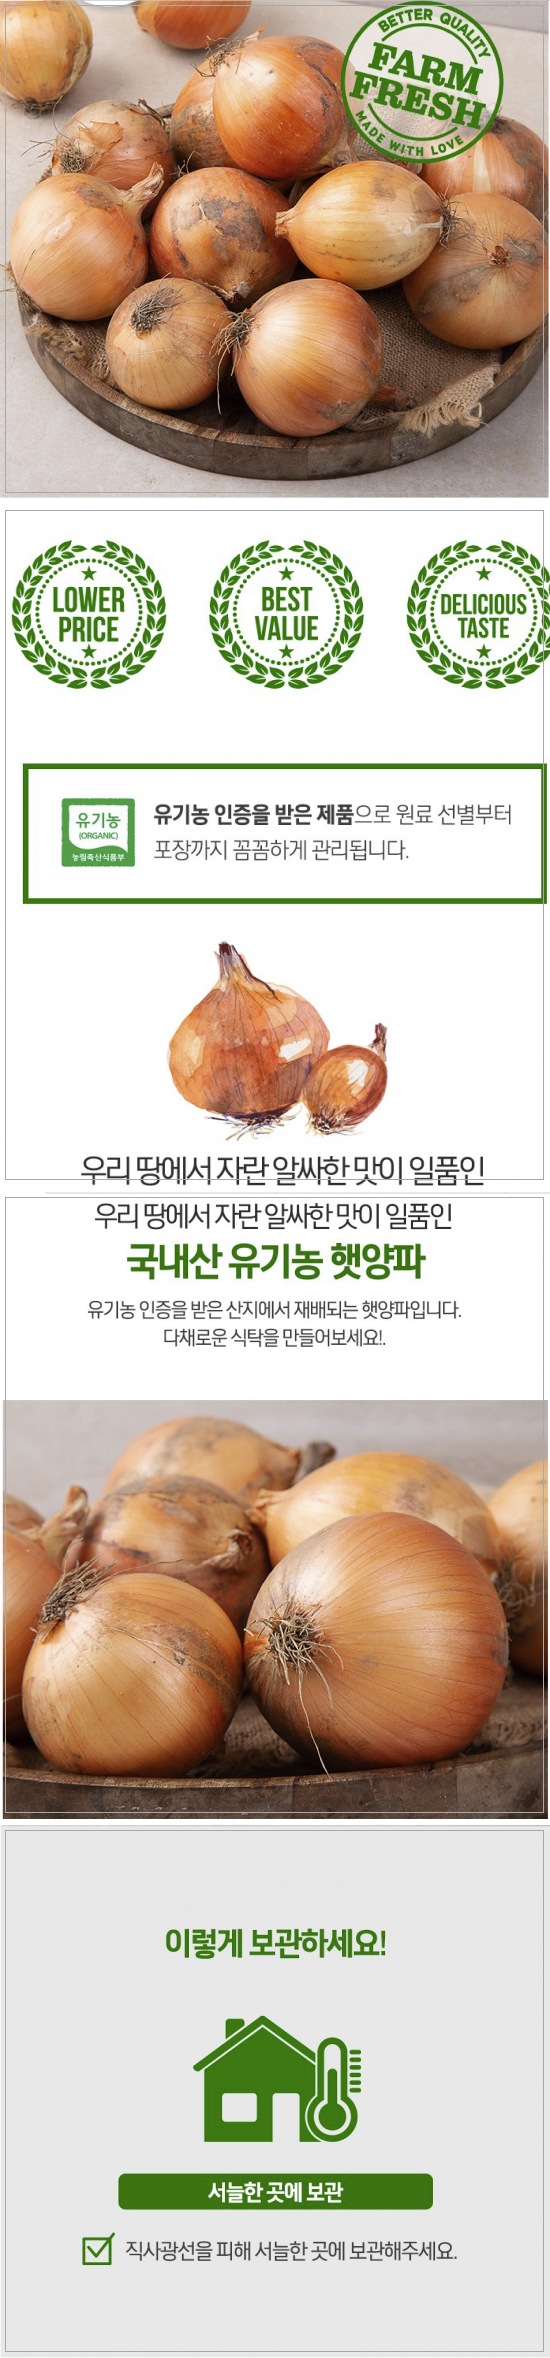 BETTER QUALITY
FARM
FRESH
MADE WITH LOVE
LOWER
PRICE
BEST
VALUE
DELICIOUS
TASTE
유기농
(ORGANIC)
농림축산식품부
유기농 인증을 받은 제품으로 원료 선별부터
포장까지 꼼꼼하게 관리됩니다.
우리 땅에서 자란 알싸한 맛이 일품인
우리 땅에서 자란 알싸한 맛이 일품인
국내산 유기농 햇양파
유기농 인증을 받은 산지에서 재배되는 햇양파입니다.
다채로운 식탁을 만들어보세요!.
이렇게 보관하세요!
서늘한 곳에 보관
직사광선을 피해 서늘한 곳에 보관해주세요.